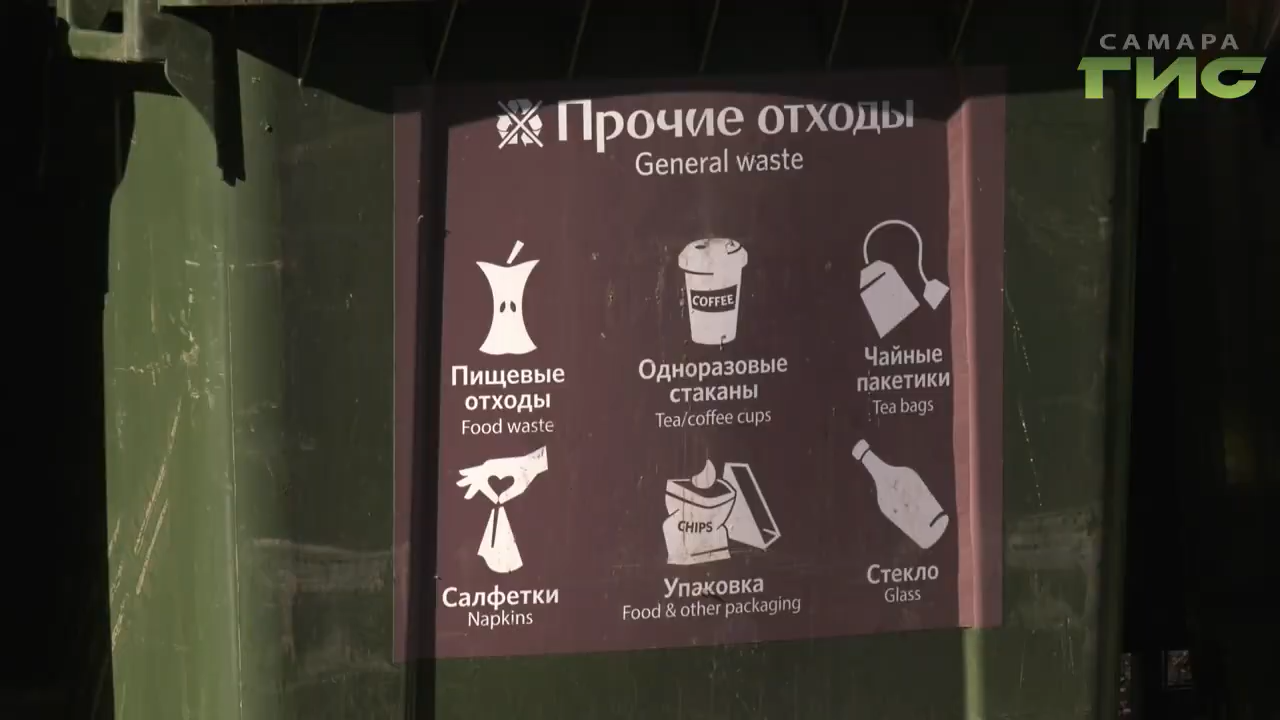 САМАРА
ГИС
Прочие отходы
General waste
COFFEE
Пищевые
отходы
Food waste
Одноразовые
стаканы
Tea/coffee cups
Чайные
пакетики
Tea bags
CHIPS
Салфетки
Napkins
Упаковка
Food & other packaging
Стекло
Glass